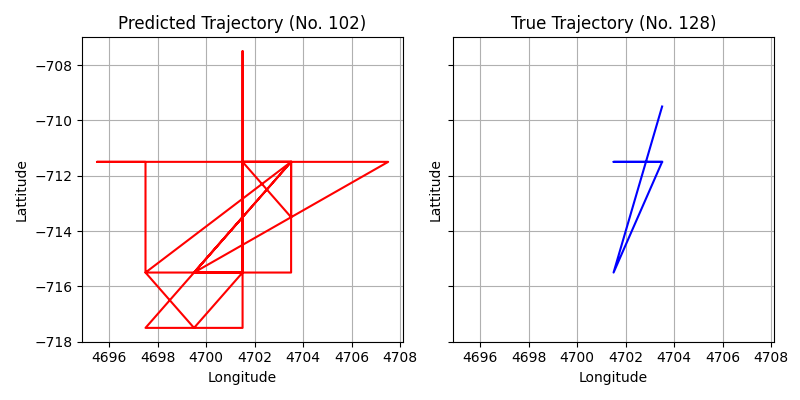 Predicted Trajectory (No. 102)
True Trajectory (No. 128)
−708
−710
−712
−714
−716
−718
Lattitude
Lattitude
4696 4698 4700 4702 4704 4706 4708
4696 4698 4700 4702 4704 4706 4708
Longitude
Longitude